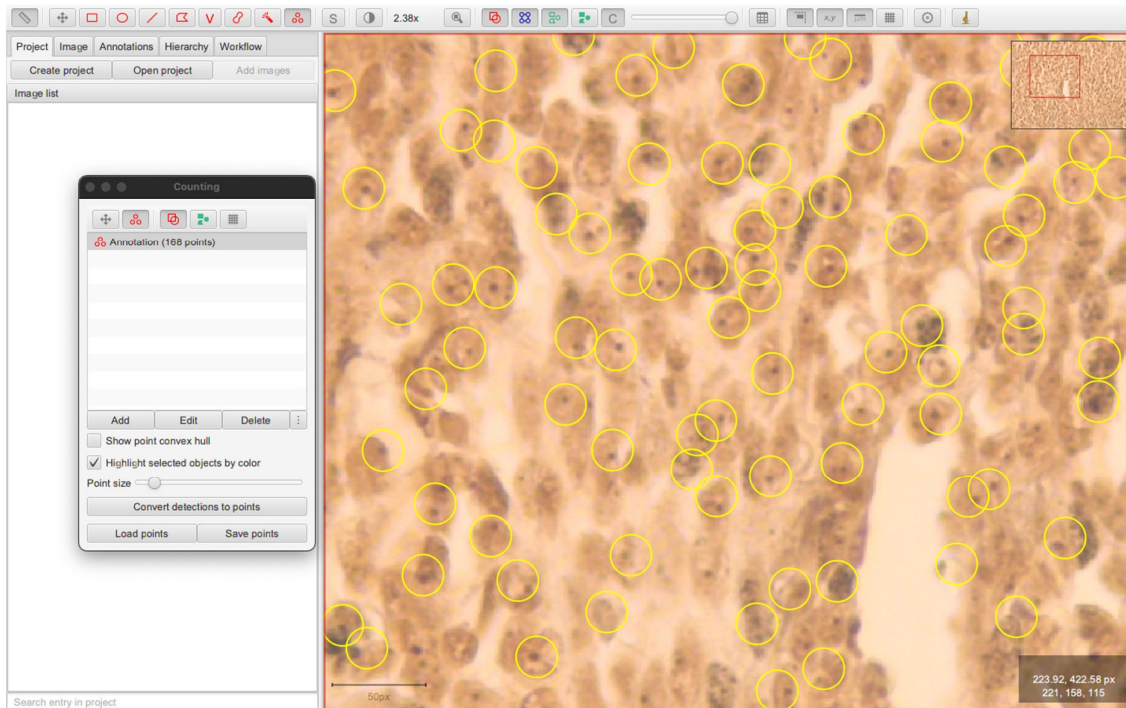 S
2.38x
C
x,y
Project Image Annotations Hierarchy Workflow
Create project Open project Add images
Image list
Counting
Annotation (168 points)
Add Edit Delete
Show point convex hull
Highlight selected objects by color
Point size
Convert detections to points
Load points Save points
Search entry in project
50px
223.92, 422.58 px
221, 158, 115